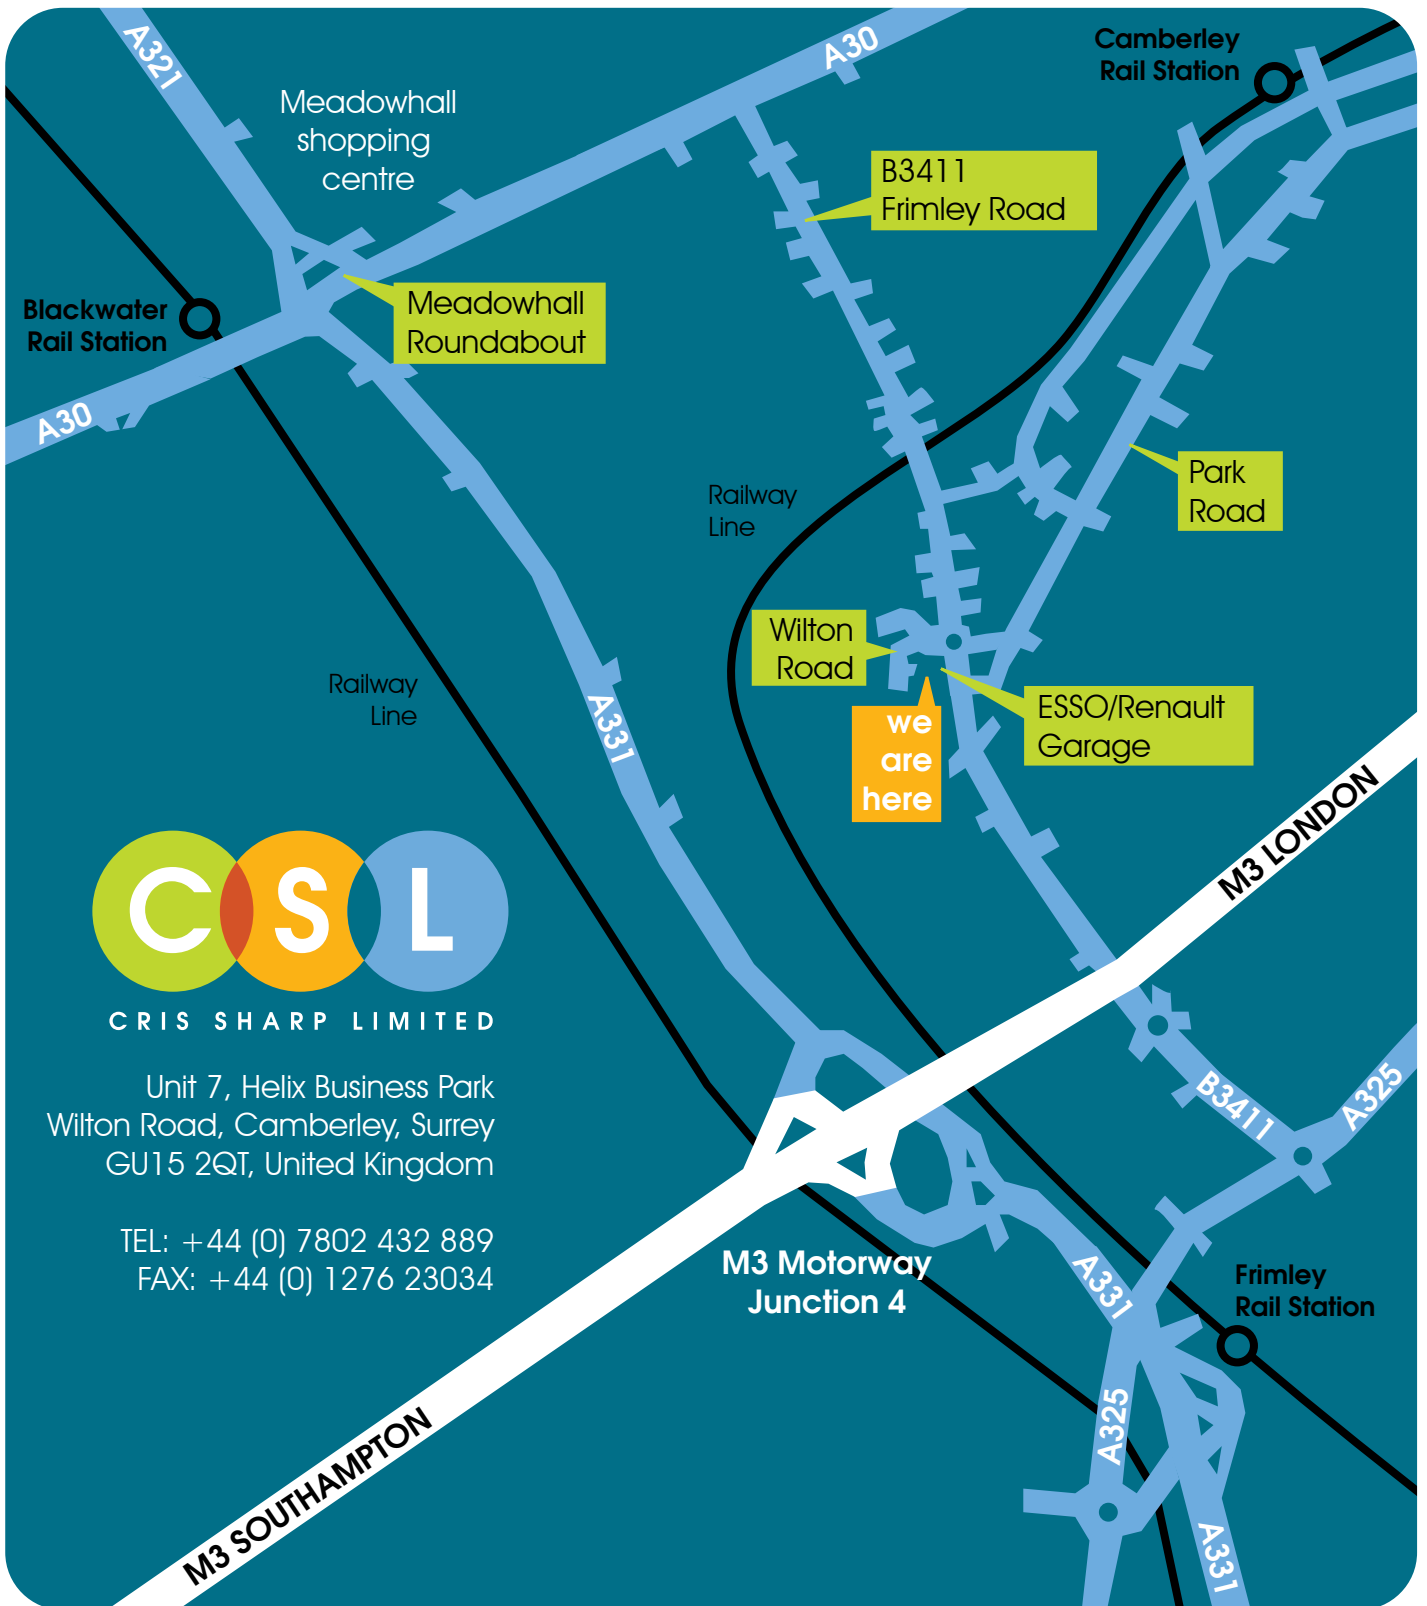 A321
A30
Camberley
Rail Station
Meadowhall
shopping
centre
B3411
Frimley Road
Blackwater
Rail Station
Meadowhall
Roundabout
A30
Railway
Line
Park
Road
Wilton
Road
Railway
Line
A331
ESSO/Renault
Garage
we
are
here
M3 LONDON
C S L
CRIS SHARP LIMITED
Unit 7, Helix Business Park
Wilton Road, Camberley, Surrey
GU15 2QT, United Kingdom
TEL: +44 (0) 7802 432 889
FAX: +44 (0) 1276 23034
B3411
A325
M3 Motorway
Junction 4
A331
Frimley
Rail Station
A325
M3 SOUTHAMPTON
A331